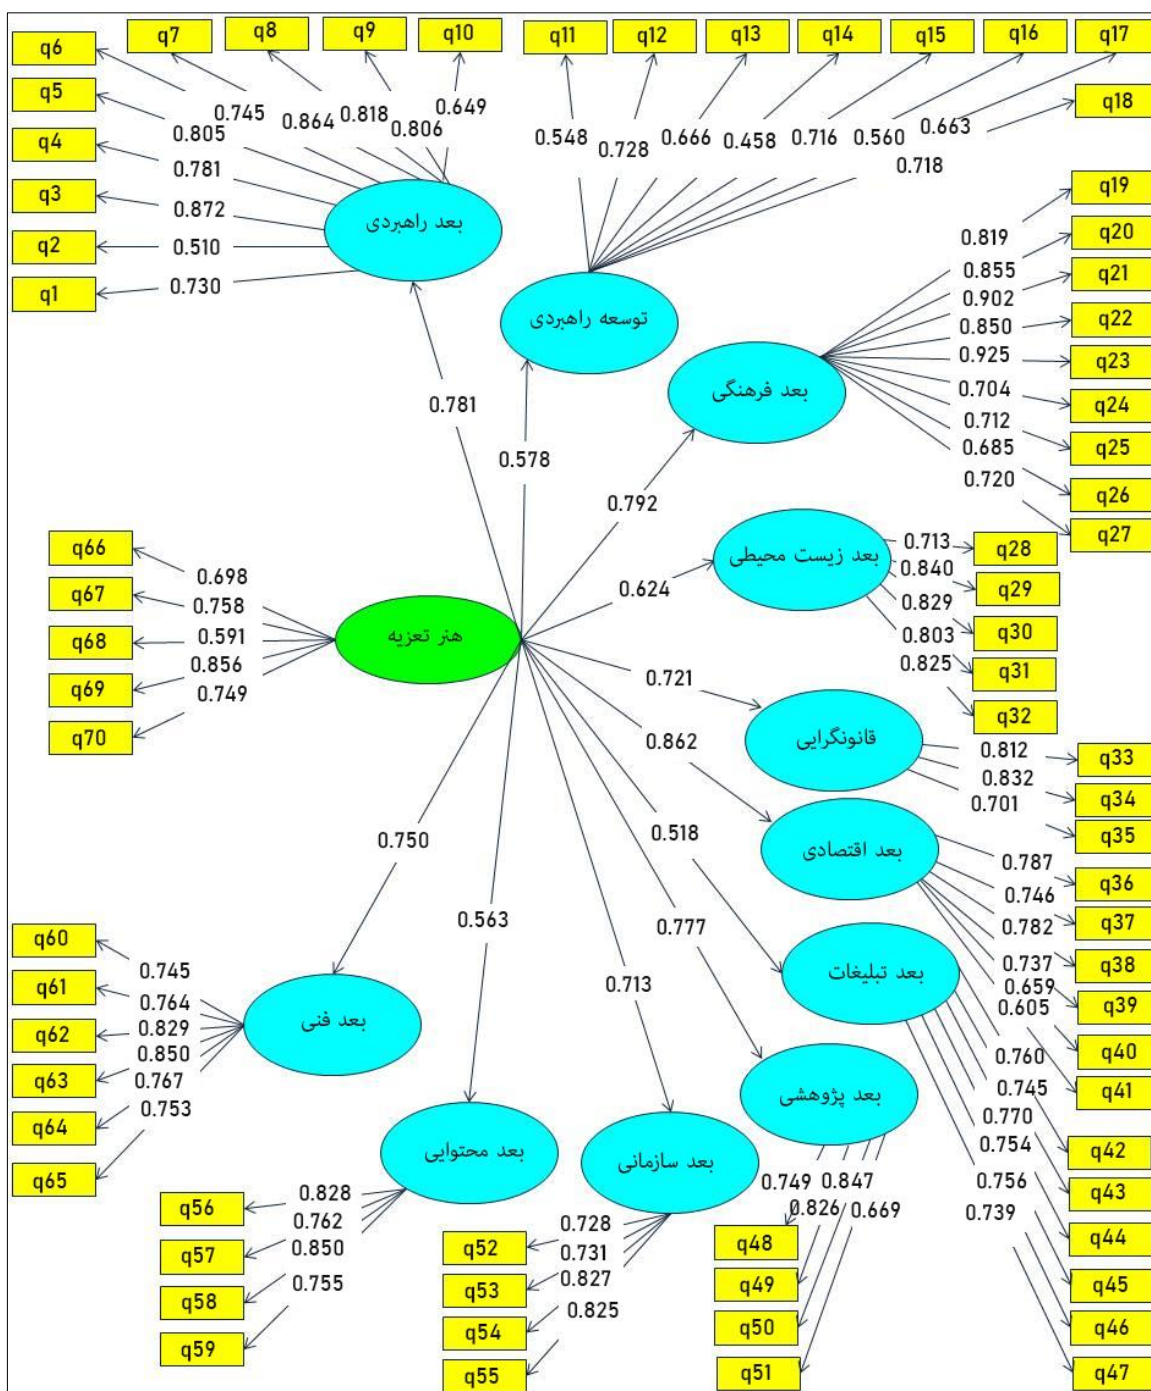 q6 q7 q8 q9 q10 q11 q12 q13 q14 q15 q16 q17
q5
q4
q3
q2
q1
q18
0.745
0.864
0.818
0.806
0.649
0.805
0.781
0.872
0.510
0.730
بعد راهبردی
0.548
0.728
0.666
0.458
0.716
0.560
0.663
0.718
توسعه راهبردی
q19
q20
q21
q22
q23
q24
q25
q26
q27
0.819
0.855
0.902
0.850
0.925
0.704
0.712
0.685
0.720
بعد فرهنگی
0.781
0.578
0.792
0.624
0.721
0.862
0.518
0.777
0.713
0.563
0.750
هنر تعزیه
q66
q67
q68
q69
q70
0.698
0.758
0.591
0.856
0.749
بعد زیست محیطی
0.713
0.840
0.829
0.803
0.825
q28
q29
q30
q31
q32
قانونگرایی
0.812
0.832
0.701
q33
q34
q35
بعد اقتصادی
0.787
0.746
0.782
0.737
0.659
0.605
q36
q37
q38
q39
q40
q41
بعد تبلیغات
0.760
0.745
0.770
0.754
0.756
0.739
q42
q43
q44
q45
q46
q47
بعد پژوهشی
0.749
0.826
0.847
0.669
q48
q49
q50
q51
بعد سازمانی
0.728
0.731
0.827
0.825
q52
q53
q54
q55
بعد محتوایی
0.828
0.762
0.850
0.755
q56
q57
q58
q59
بعد فنی
0.745
0.764
0.829
0.850
0.767
0.753
q60
q61
q62
q63
q64
q65